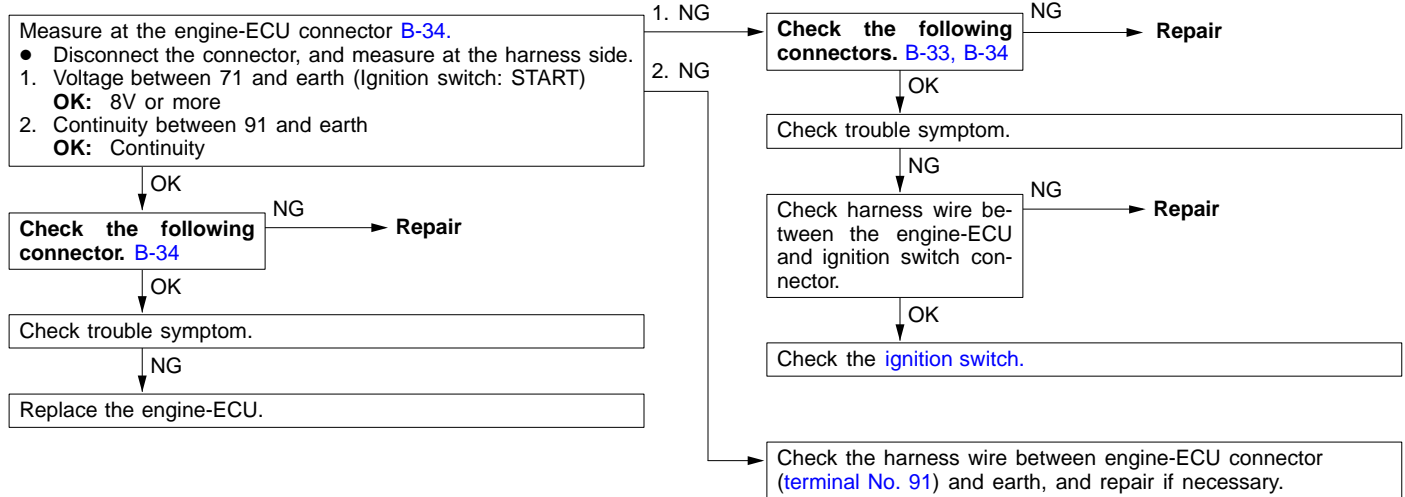 Measure at the engine-ECU connector B-34.
● Disconnect the connector, and measure at the harness side.
1. Voltage between 71 and earth (Ignition switch: START)
OK: 8V or more
2. Continuity between 91 and earth
OK: Continuity
OK
Check the following
connector. B-34
NG
Repair
OK
Check trouble symptom.
NG
Replace the engine-ECU.
1. NG
2. NG
Check the following
connectors. B-33, B-34
NG
Repair
OK
Check trouble symptom.
NG
Check harness wire be-
tween the engine-ECU
and ignition switch con-
nector.
NG
Repair
OK
Check the ignition switch.
Check the harness wire between engine-ECU connector
(terminal No. 91) and earth, and repair if necessary.